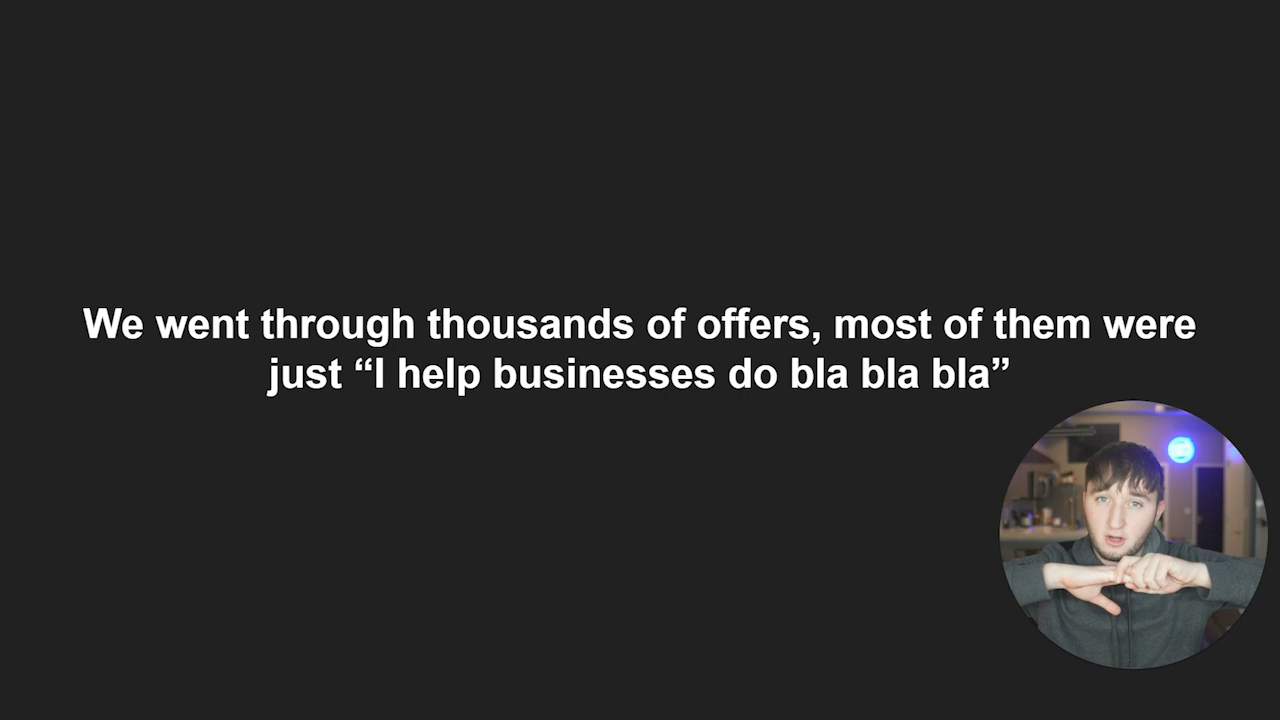 We went through thousands of offers, most of them were
just “I help businesses do bla bla bla”